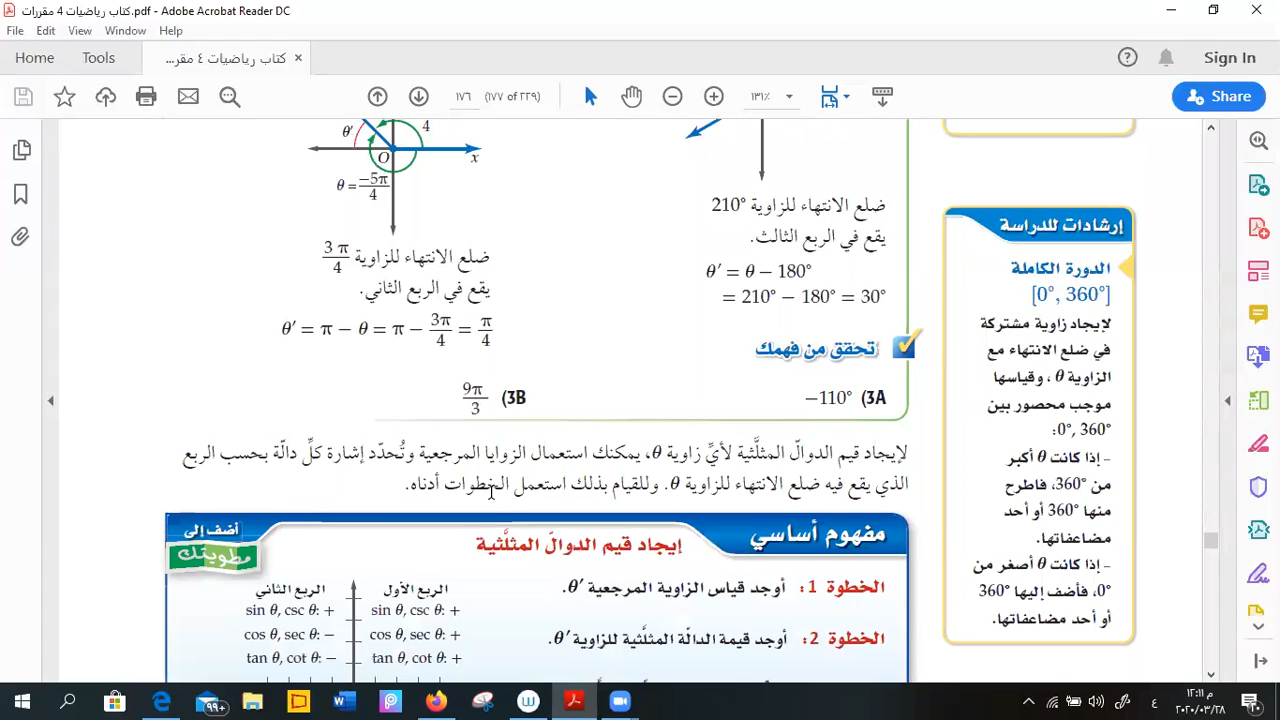 كتاب رياضيات 4 مقررات.pdf - Adobe Acrobat Reader DC
File Edit View Window Help
Home Tools كتاب رياضيات ٤ مقر... × Sign In
١٧٦ (١٧٧ of ٢٣٩) ١٣١٪ Share
θ′ 4
O x
θ = −5π/4
ضلع الانتهاء للزاوية 210°
يقع في الربع الثالث.
θ′ = θ − 180°
= 210° − 180° = 30°
ضلع الانتهاء للزاوية 3π/4
يقع في الربع الثاني.
θ′ = π − θ = π − 3π/4 = π/4
تحقق من فهمك
3A) −110°
3B) 9π/3
لإيجاد قيم الدوالّ المثلَّثية لأيِّ زاوية θ، يمكنك استعمال الزوايا المرجعية وتُحدّد إشارة كلِّ دالّة بحسب الربع
الذي يقع فيه ضلع الانتهاء للزاوية θ. وللقيام بذلك استعمل الخطوات أدناه.
مفهوم أساسي
إيجاد قيم الدوالّ المثلَّثية
أضف إلى
مطويتك
الخطوة 1: أوجد قياس الزاوية المرجعية θ′.
الخطوة 2: أوجد قيمة الدالّة المثلَّثية للزاوية θ′.
الربع الأول
sin θ, csc θ: +
cos θ, sec θ: +
tan θ, cot θ: +
الربع الثاني
sin θ, csc θ: +
cos θ, sec θ: −
tan θ, cot θ: −
إرشادات للدراسة
الدورة الكاملة
[0°, 360°]
لإيجاد زاوية مشتركة
في ضلع الانتهاء مع
الزاوية θ، وقياسها
موجب محصور بين
0°, 360°:
- إذا كانت θ أكبر
من 360°، فاطرح
منها 360° أو أحد
مضاعفاتها.
- إذا كانت θ أصغر من
0°، فأضف إليها 360°
أو أحد مضاعفاتها.
99+ ع ١٢:١١ م
٢٠٢٠/٠٣/٢٨